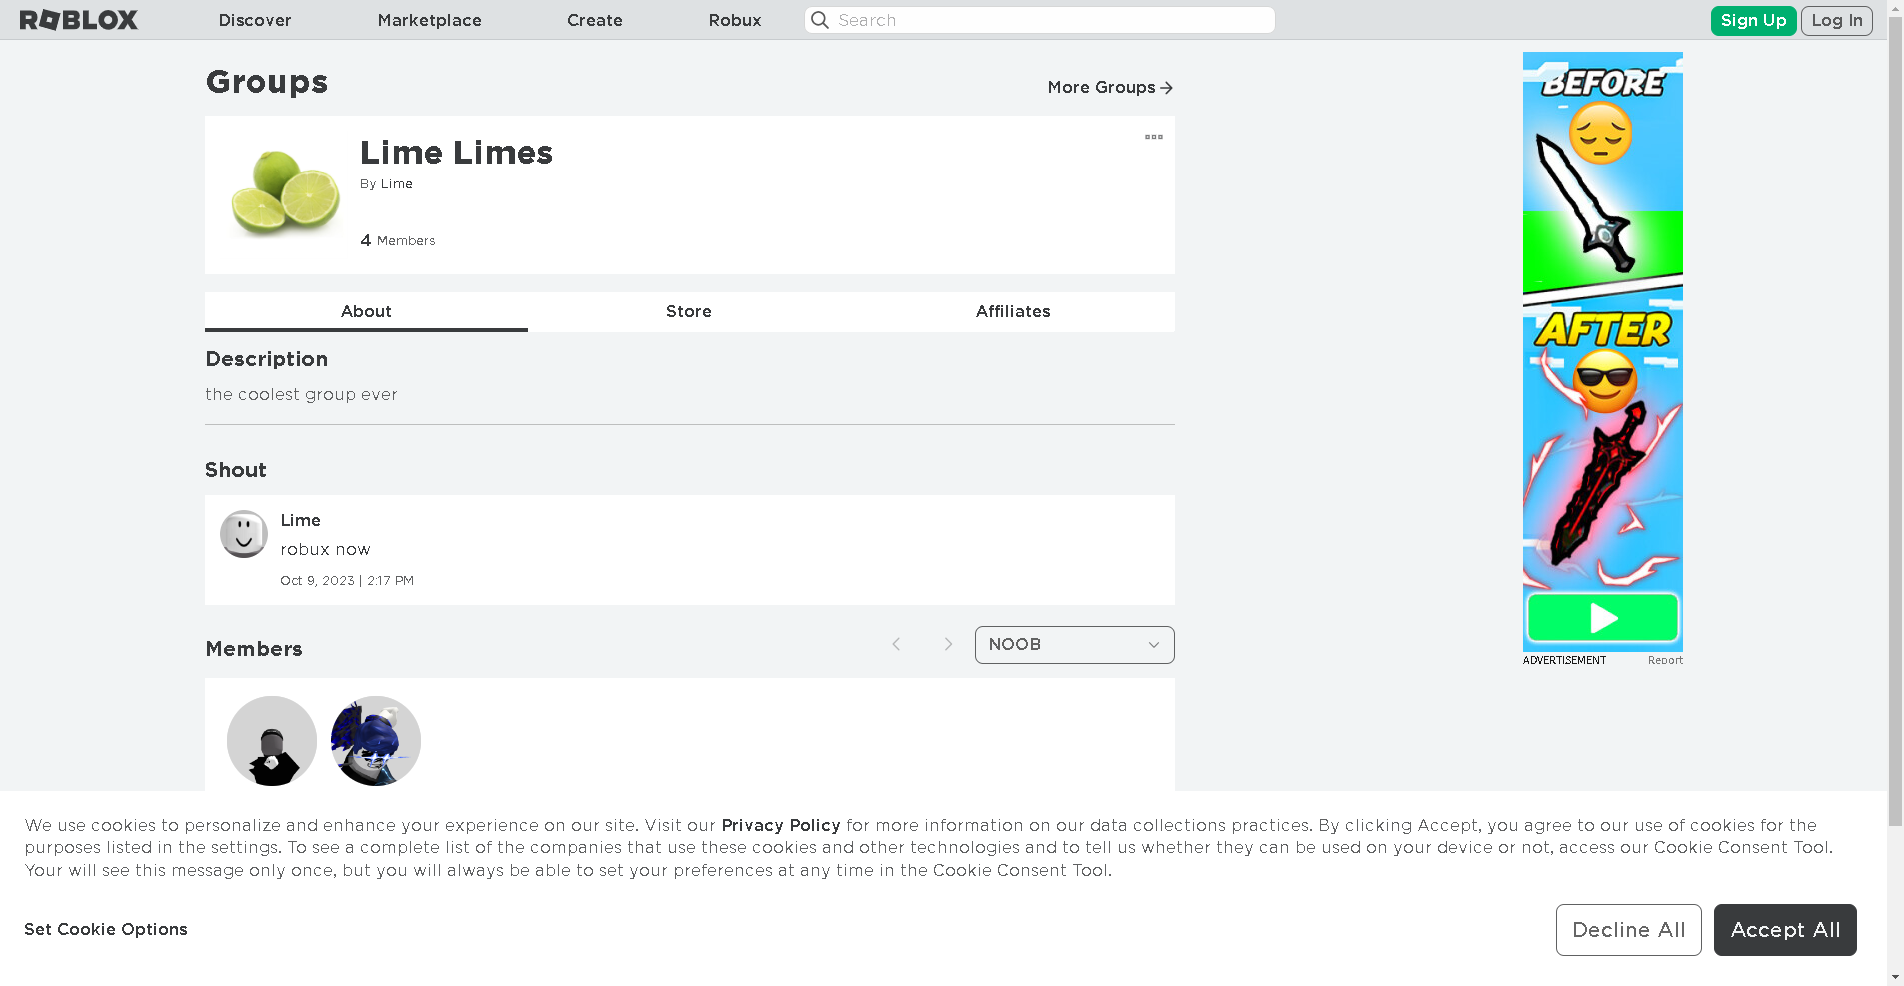 ROBLOX Discover Marketplace Create Robux Search Sign Up Log In
Groups
More Groups
Lime Limes
By Lime
4 Members
About Store Affiliates
Description
the coolest group ever
Shout
Lime
robux now
Oct 9, 2023 | 2:17 PM
Members
NOOB
BEFORE
AFTER
ADVERTISEMENT Report
We use cookies to personalize and enhance your experience on our site. Visit our Privacy Policy for more information on our data collections practices. By clicking Accept, you agree to our use of cookies for the
purposes listed in the settings. To see a complete list of the companies that use these cookies and other technologies and to tell us whether they can be used on your device or not, access our Cookie Consent Tool.
Your will see this message only once, but you will always be able to set your preferences at any time in the Cookie Consent Tool.
Set Cookie Options
Decline All
Accept All